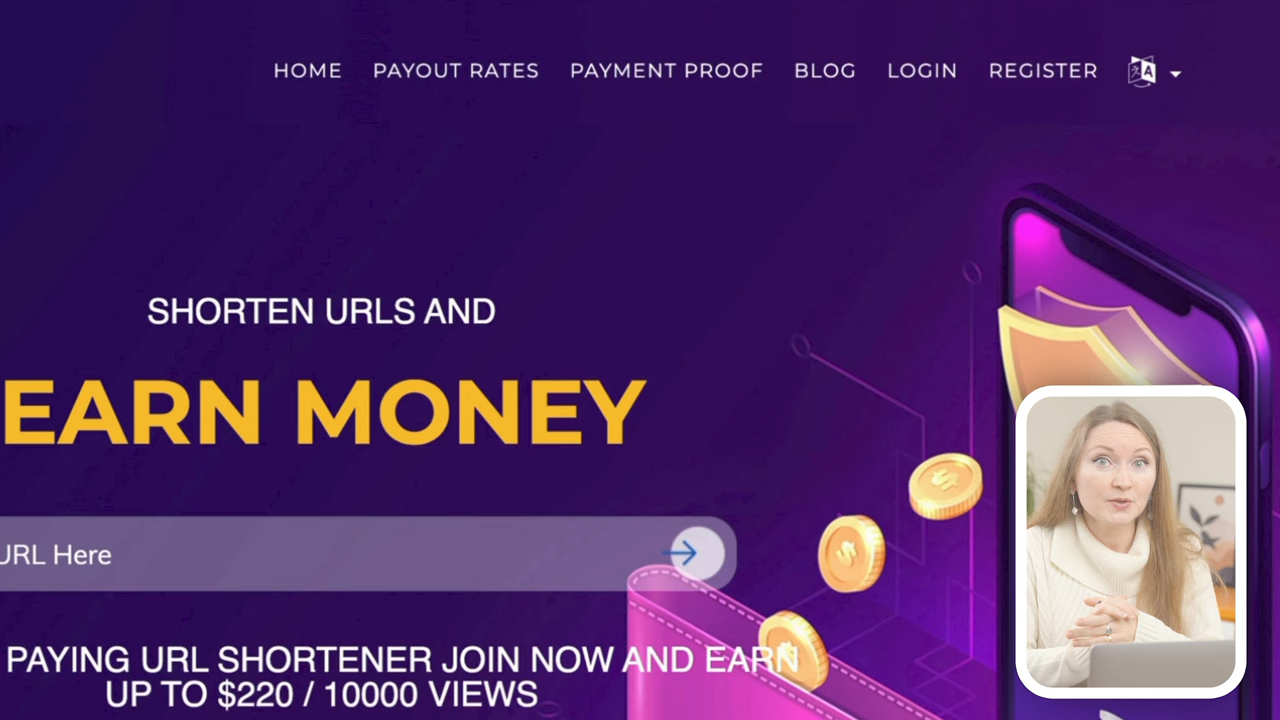 HOME PAYOUT RATES PAYMENT PROOF BLOG LOGIN REGISTER
SHORTEN URLS AND
EARN MONEY
URL Here
PAYING URL SHORTENER JOIN NOW AND EARN
UP TO $220 / 10000 VIEWS